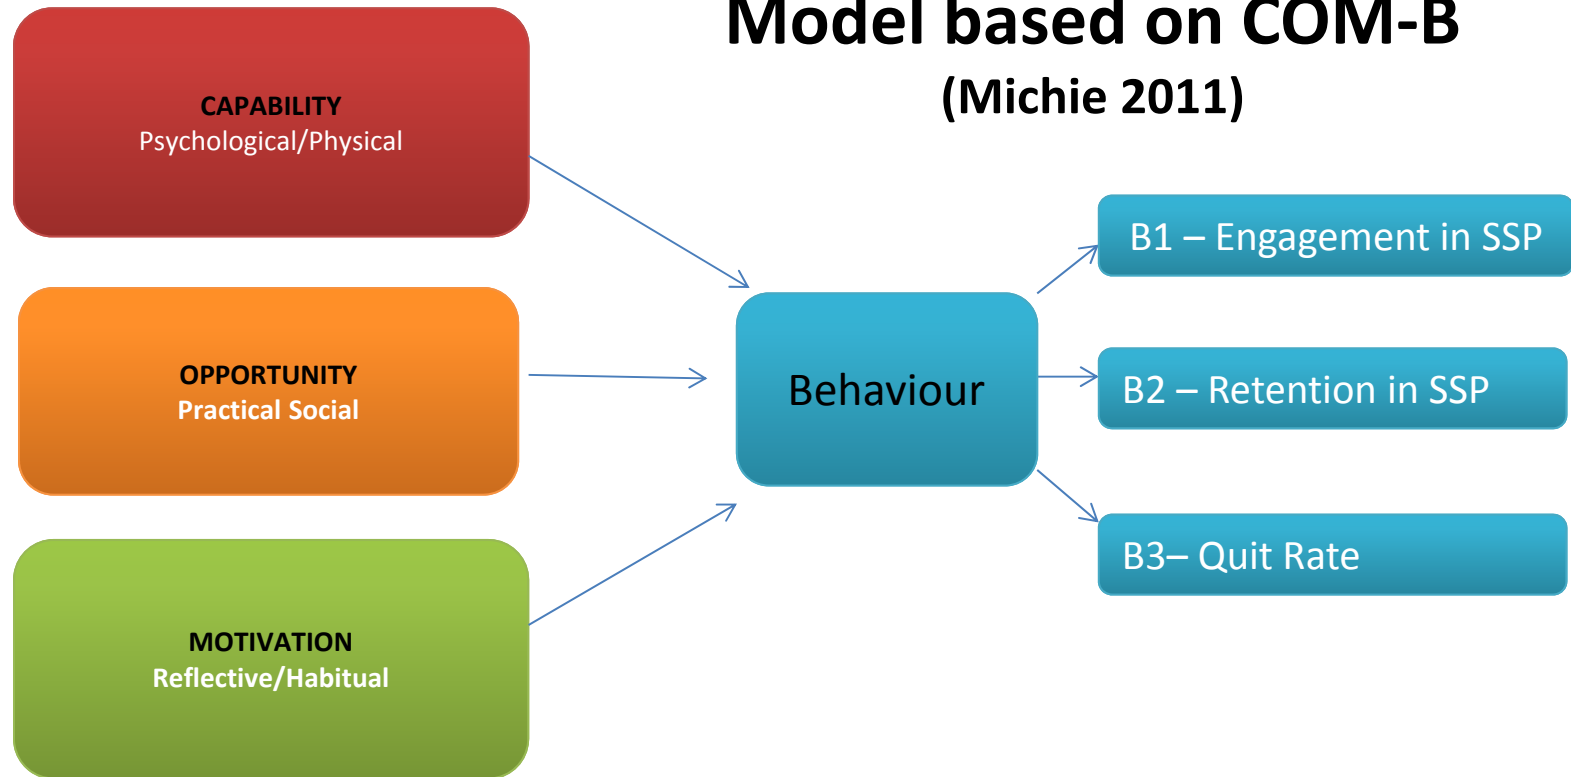 Model based on COM-B
(Michie 2011)
CAPABILITY
Psychological/Physical
OPPORTUNITY
Practical Social
MOTIVATION
Reflective/Habitual
Behaviour
B1 – Engagement in SSP
B2 – Retention in SSP
B3– Quit Rate